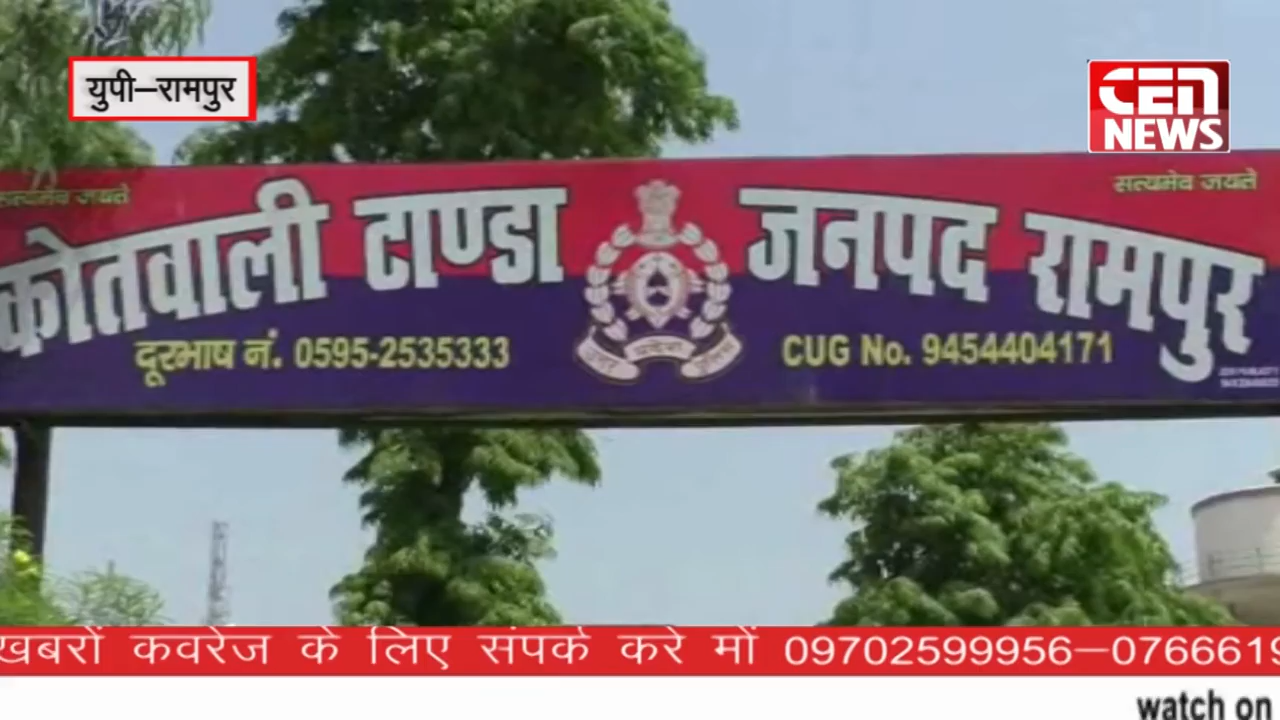 युपी–रामपुर
CEN
NEWS
सत्यमेव जयते
सत्यमेव जयते
कोतवाली टाण्डा जनपद रामपुर
दूरभाष नं. 0595-2535333
CUG No. 9454404171
खबरों कवरेज के लिए संपर्क करे मों 09702599956–0766619
watch on